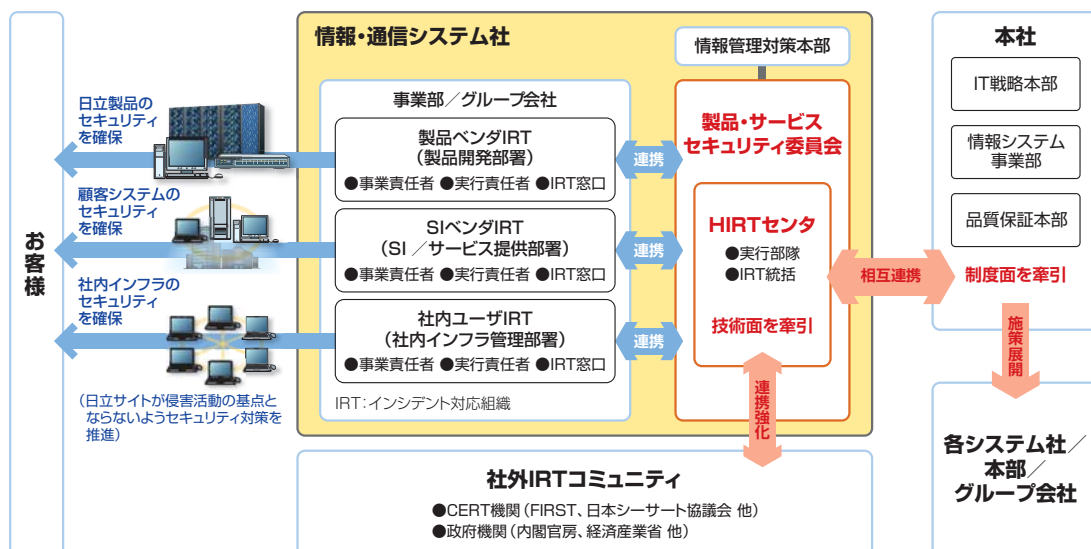 お客様
日立製品の
セキュリティ
を確保
顧客システムの
セキュリティ
を確保
社内インフラの
セキュリティ
を確保
(日立サイトが侵害活動の基点と
ならないようセキュリティ対策を
推進)
情報・通信システム社
事業部／グループ会社
製品ベンダIRT
(製品開発部署)
●事業責任者 ●実行責任者 ●IRT窓口
SIベンダIRT
(SI／サービス提供部署)
●事業責任者 ●実行責任者 ●IRT窓口
社内ユーザIRT
(社内インフラ管理部署)
●事業責任者 ●実行責任者 ●IRT窓口
IRT：インシデント対応組織
連携
連携
連携
情報管理対策本部
製品・サービス
セキュリティ委員会
HIRTセンタ
●実行部隊
●IRT統括
技術面を牽引
連携強化
相互連携
本社
IT戦略本部
情報システム
事業部
品質保証本部
制度面を牽引
施策展開
各システム社／
本部／
グループ会社
社外IRTコミュニティ
●CERT機関(FIRST、日本シーサート協議会 他)
●政府機関(内閣官房、経済産業省 他)